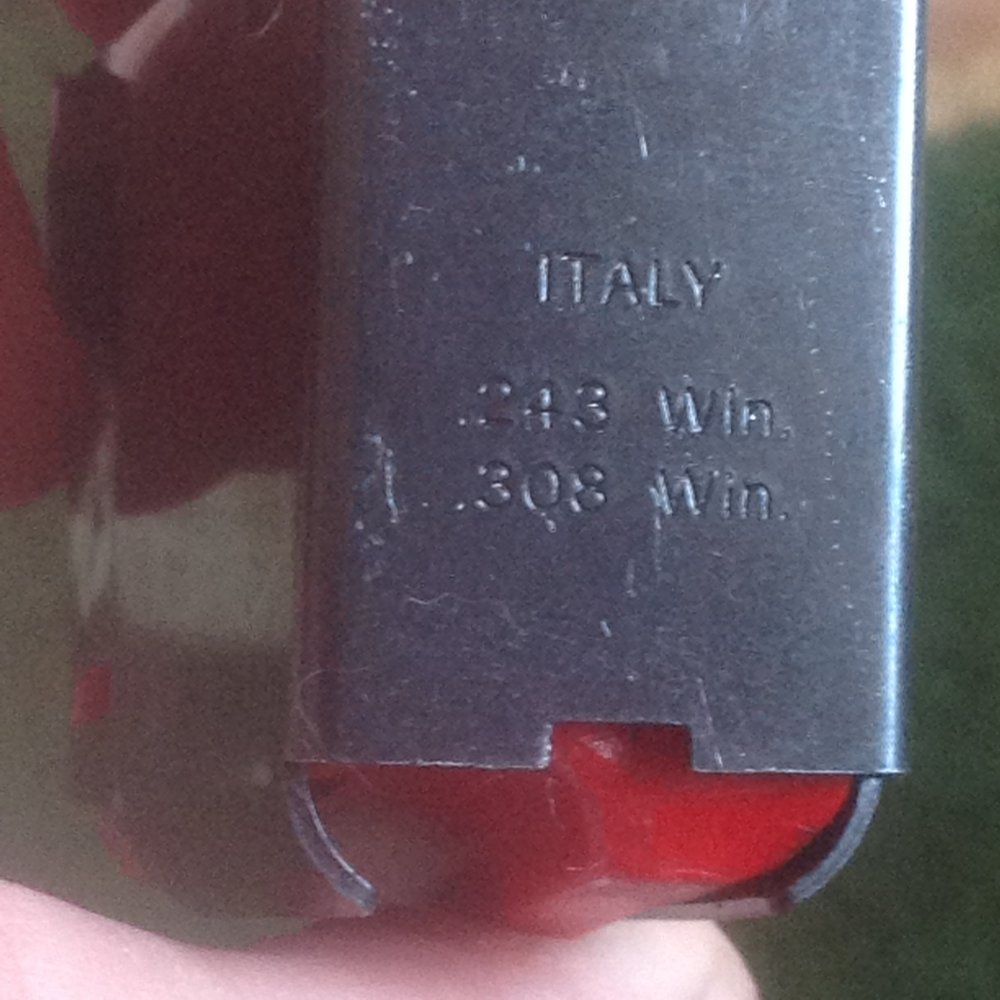 ITALY
.243 Win.
.308 Win.